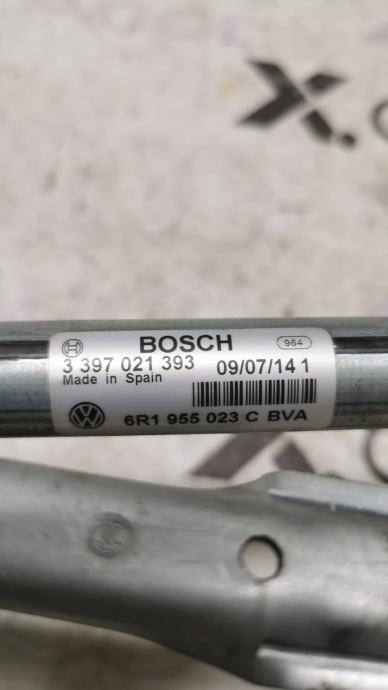 BOSCH 964
3 397 021 393 09/07/14 1
Made in Spain
6R1 955 023 C BVA
X.